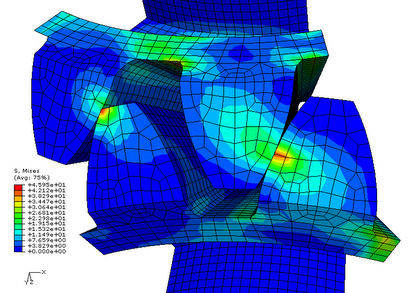 S, Mises
(Avg: 75%)
+4.595e+01
+4.212e+01
+3.829e+01
+3.447e+01
+3.064e+01
+2.681e+01
+2.298e+01
+1.915e+01
+1.532e+01
+1.149e+01
+7.659e+00
+3.829e+00
+0.000e+00
x
z